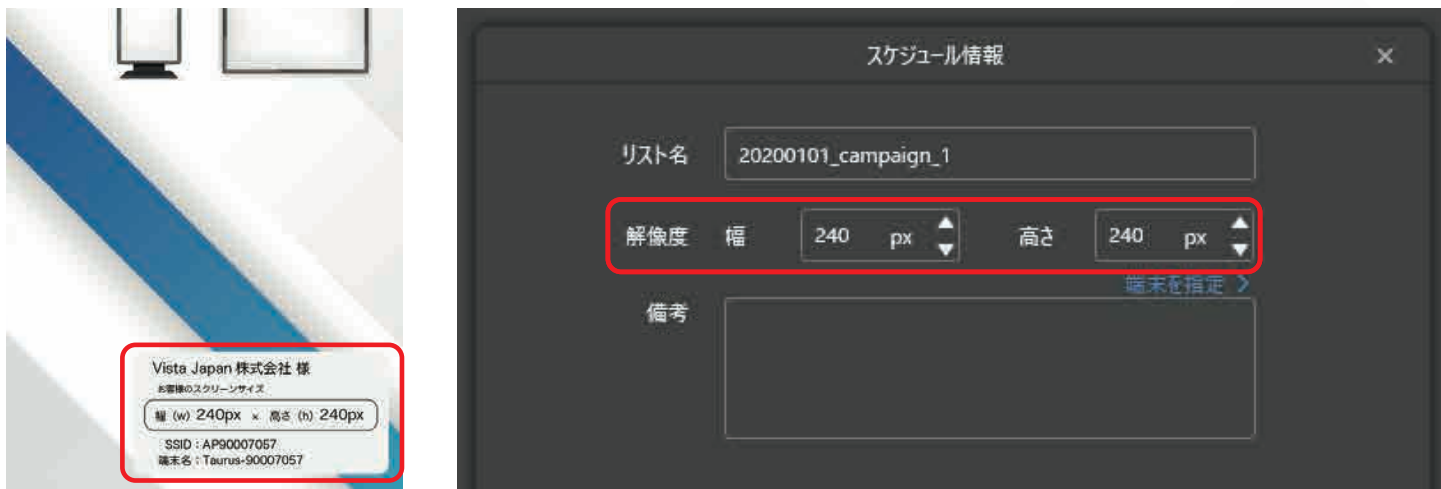 Vista Japan 株式会社 様
お客様のスクリーンサイズ
幅 (w) 240px × 高さ (h) 240px
SSID：AP90007057
端末名：Taurus-90007057
スケジュール情報 ×
リスト名 20200101_campaign_1
解像度 幅 240 px 高さ 240 px
端末を指定 >
備考